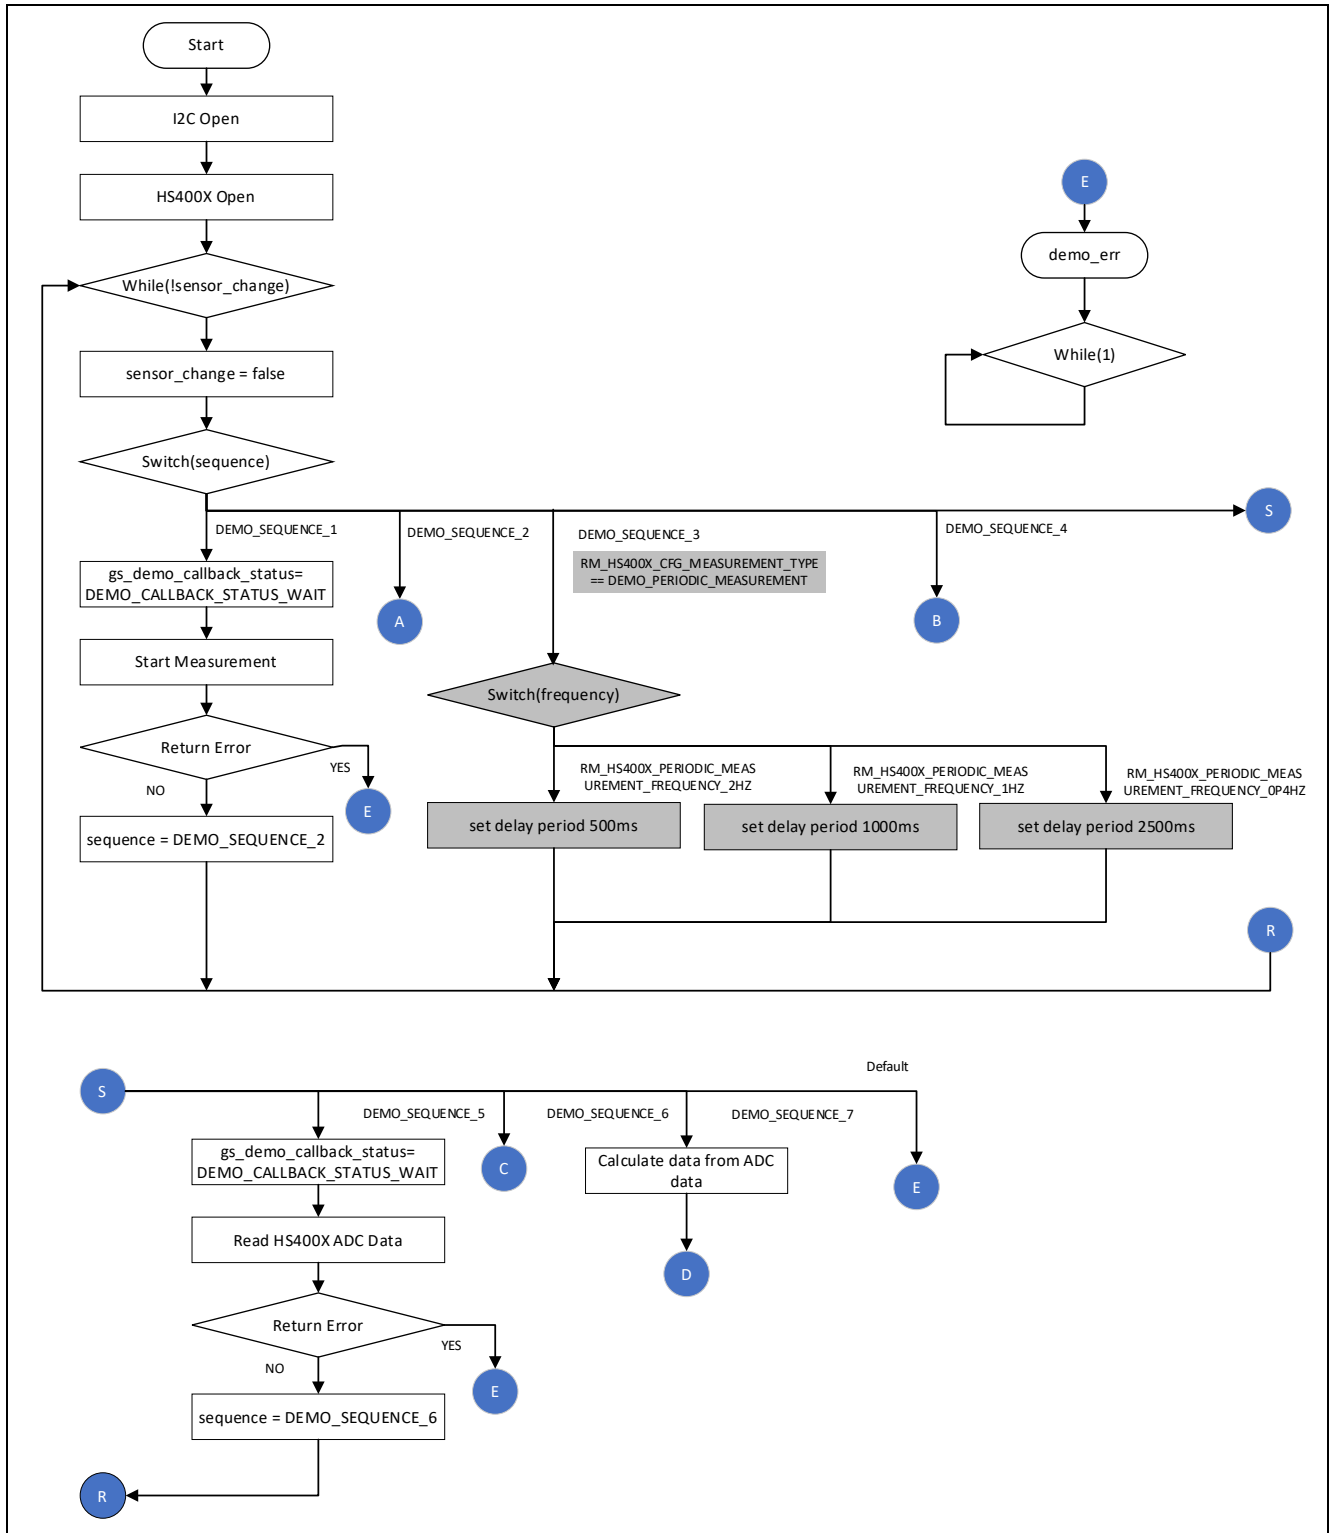 Start
I2C Open
HS400X Open
While(!sensor_change)
sensor_change = false
Switch(sequence)
E
demo_err
While(1)
S
DEMO_SEQUENCE_1
DEMO_SEQUENCE_2
DEMO_SEQUENCE_3
DEMO_SEQUENCE_4
RM_HS400X_CFG_MEASUREMENT_TYPE
== DEMO_PERIODIC_MEASUREMENT
gs_demo_callback_status=
DEMO_CALLBACK_STATUS_WAIT
A
B
Start Measurement
Switch(frequency)
Return Error
YES
NO
E
RM_HS400X_PERIODIC_MEAS
UREMENT_FREQUENCY_2HZ
RM_HS400X_PERIODIC_MEAS
UREMENT_FREQUENCY_1HZ
RM_HS400X_PERIODIC_MEAS
UREMENT_FREQUENCY_0P4HZ
sequence = DEMO_SEQUENCE_2
set delay period 500ms
set delay period 1000ms
set delay period 2500ms
R
S
Default
DEMO_SEQUENCE_5
DEMO_SEQUENCE_6
DEMO_SEQUENCE_7
gs_demo_callback_status=
DEMO_CALLBACK_STATUS_WAIT
C
Calculate data from ADC
data
E
Read HS400X ADC Data
D
Return Error
YES
NO
E
sequence = DEMO_SEQUENCE_6
R